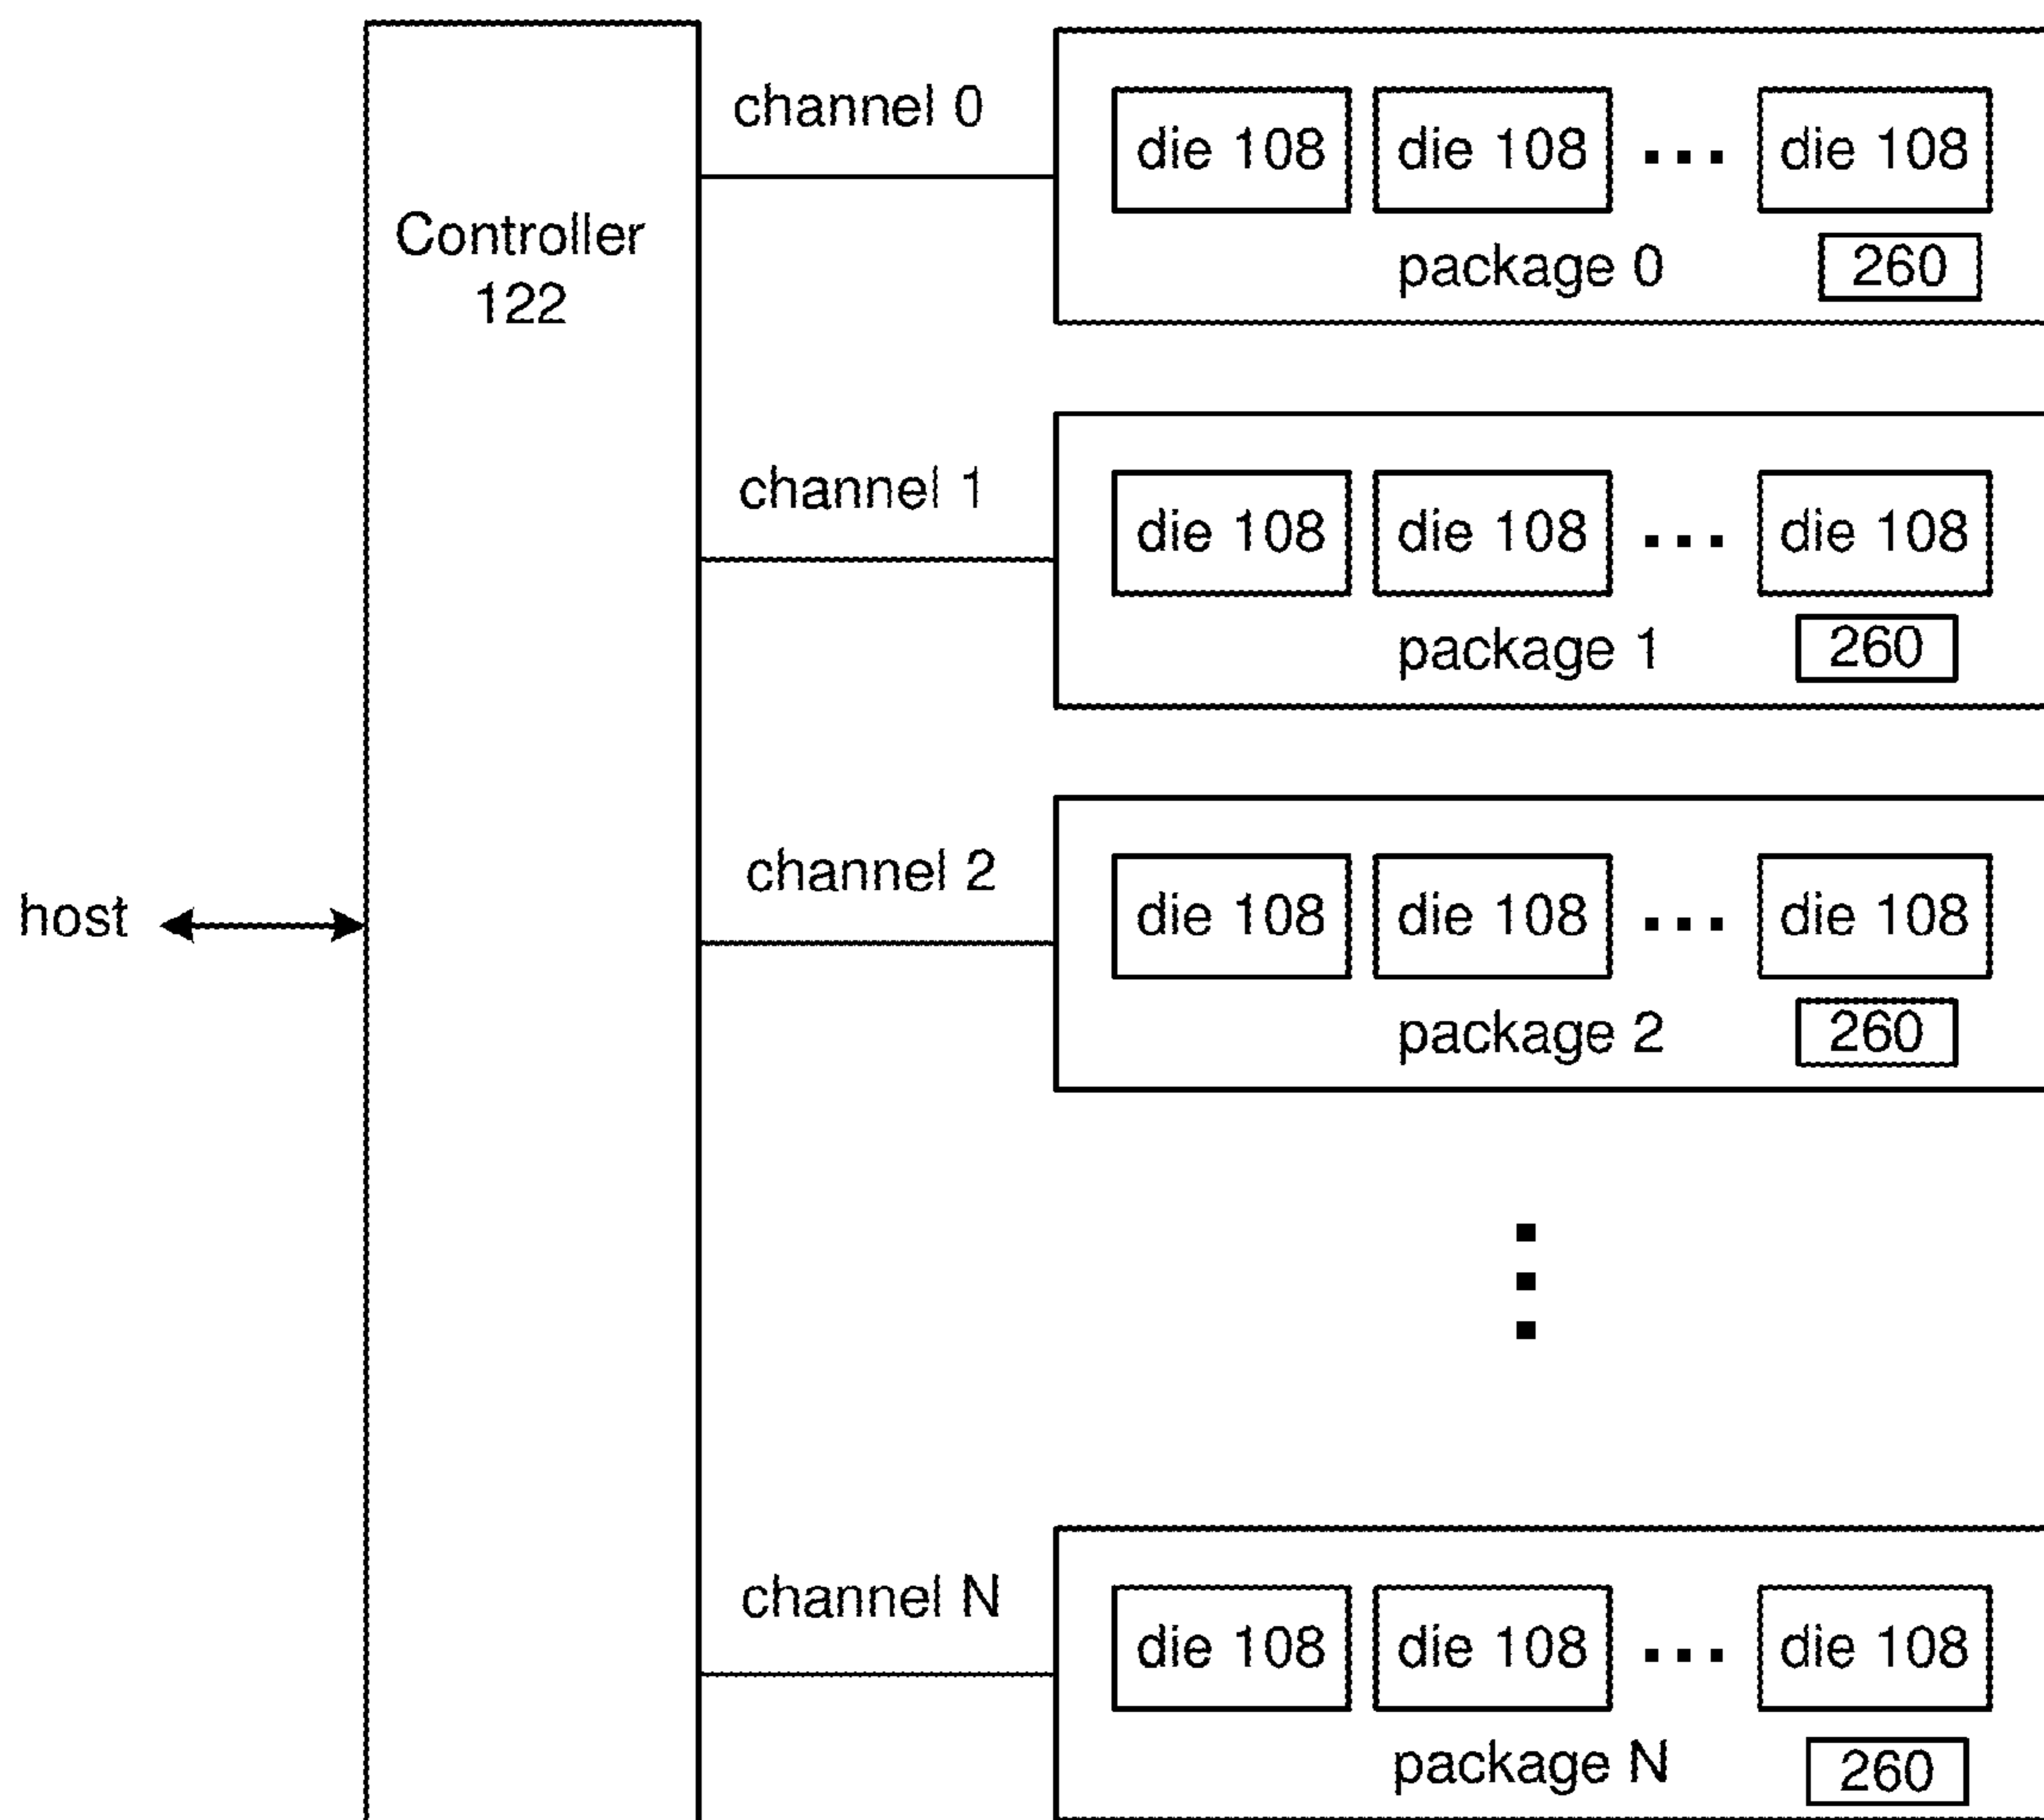 channel 0
die 108 die 108 ... die 108
Controller
122
package 0 260
channel 1
die 108 die 108 ... die 108
package 1 260
channel 2
host
die 108 die 108 ... die 108
package 2 260
channel N
die 108 die 108 ... die 108
package N 260